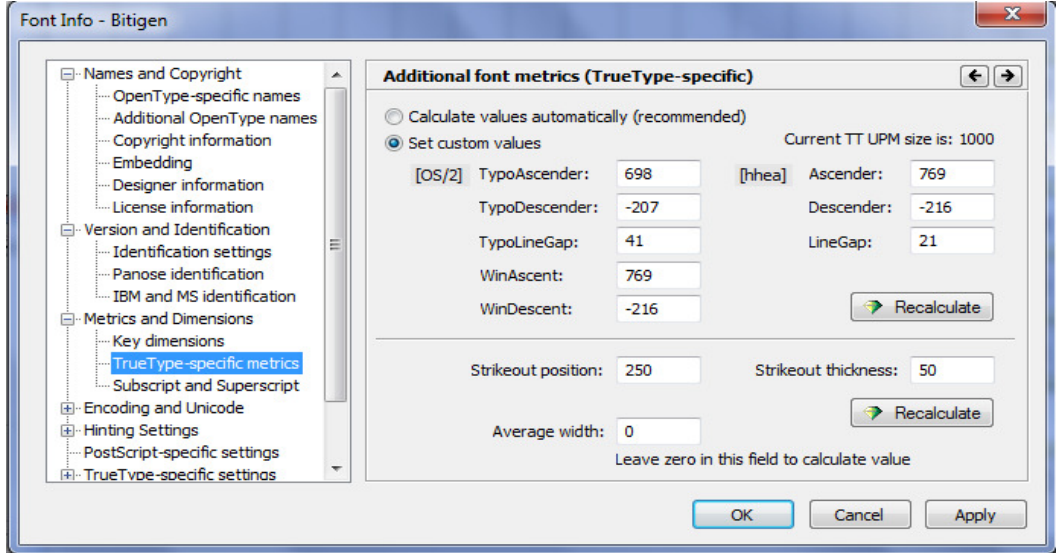 Font Info - Bitigen
Names and Copyright
OpenType-specific names
Additional OpenType names
Copyright information
Embedding
Designer information
License information
Version and Identification
Identification settings
Panose identification
IBM and MS identification
Metrics and Dimensions
Key dimensions
TrueType-specific metrics
Subscript and Superscript
Encoding and Unicode
Hinting Settings
PostScript-specific settings
TrueType-specific settings
Additional font metrics (TrueType-specific)
Calculate values automatically (recommended)
Set custom values Current TT UPM size is: 1000
[OS/2] TypoAscender: 698 [hhea] Ascender: 769
TypoDescender: -207 Descender: -216
TypoLineGap: 41 LineGap: 21
WinAscent: 769
WinDescent: -216 Recalculate
Strikeout position: 250 Strikeout thickness: 50
Recalculate
Average width: 0
Leave zero in this field to calculate value
OK Cancel Apply